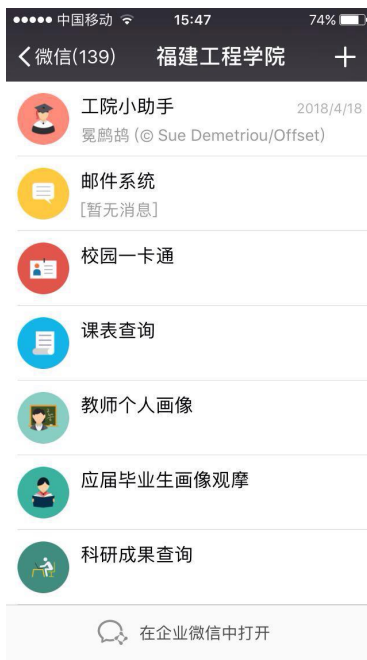 中国移动 15:47 74%
微信(139) 福建工程学院
工院小助手 2018/4/18
冕鹧鸪 (© Sue Demetriou/Offset)
邮件系统
[暂无消息]
校园一卡通
课表查询
教师个人画像
应届毕业生画像观摩
科研成果查询
在企业微信中打开